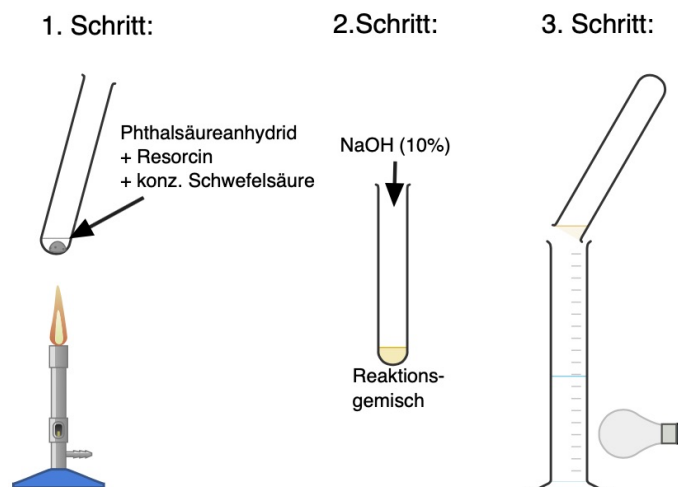 1. Schritt:
Phthalsäureanhydrid
+ Resorcin
+ konz. Schwefelsäure
2.Schritt:
NaOH (10%)
Reaktions-
gemisch
3. Schritt: